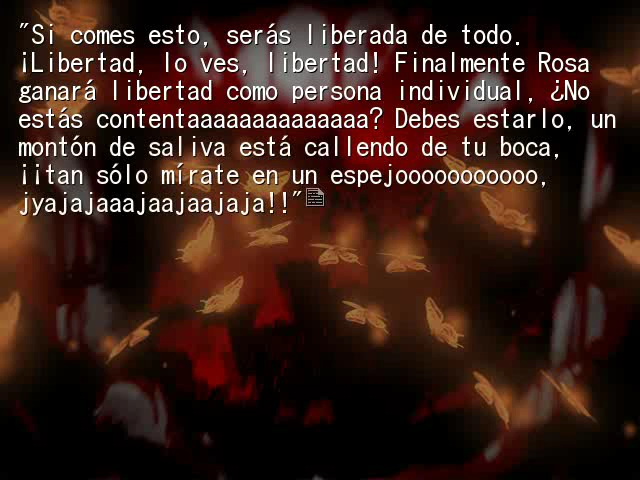 "Si comes esto, serás liberada de todo.
¡Libertad, lo ves, libertad! Finalmente Rosa
ganará libertad como persona individual, ¿No
estás contentaaaaaaaaaaaaaa? Debes estarlo, un
montón de saliva está callendo de tu boca,
¡¡tan sólo mírate en un espejooooooooooo,
jyajajaaajaajaajaja!!"